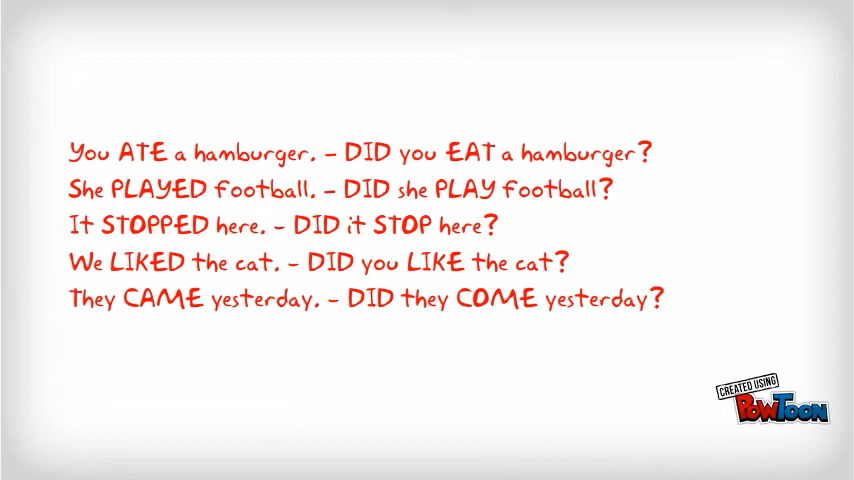 You ATE a hamburger. - DID you EAT a hamburger?
She PLAYED football. - DID she PLAY football?
It STOPPED here. - DID it STOP here?
We LIKED the cat. - DID you LIKE the cat?
They CAME yesterday. - DID they COME yesterday?
CREATED USING
POWTOON